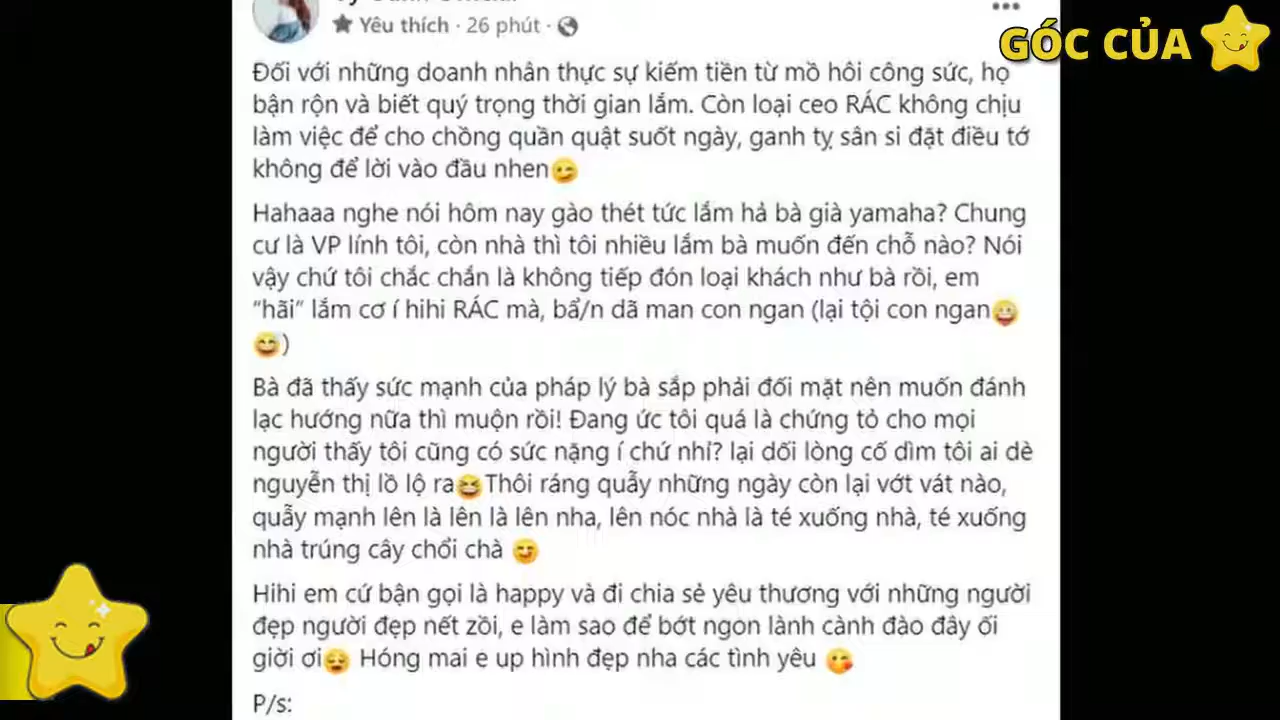 Yêu thích · 26 phút ·
GÓC CỦA
Đối với những doanh nhân thực sự kiếm tiền từ mồ hôi công sức, họ
bận rộn và biết quý trọng thời gian lắm. Còn loại ceo RÁC không chịu
làm việc để cho chồng quần quật suốt ngày, ganh tỵ sân si đặt điều tớ
không để lời vào đầu nhen😉
Hahaaa nghe nói hôm nay gào thét tức lắm hả bà già yamaha? Chung
cư là VP lính tôi, còn nhà thì tôi nhiều lắm bà muốn đến chỗ nào? Nói
vậy chứ tôi chắc chắn là không tiếp đón loại khách như bà rồi, em
“hãi” lắm cơ í hihi RÁC mà, bẩ/n dã man con ngan (lại tội con ngan😀
😅)
Bà đã thấy sức mạnh của pháp lý bà sắp phải đối mặt nên muốn đánh
lạc hướng nữa thì muộn rồi! Đang ức tôi quá là chứng tỏ cho mọi
người thấy tôi cũng có sức nặng í chứ nhỉ? lại dối lòng cố dìm tôi ai dè
nguyễn thị lồ lộ ra😆Thôi ráng quẫy những ngày còn lại vớt vát nào,
quẫy mạnh lên là lên là lên nha, lên nóc nhà là té xuống nhà, té xuống
nhà trúng cây chổi chà 😋
Hihi em cứ bận gọi là happy và đi chia sẻ yêu thương với những người
đẹp người đẹp nết zồi, e làm sao để bớt ngon lành cành đào đây ối
giời ơi😌 Hóng mai e up hình đẹp nha các tình yêu 😋
P/s: